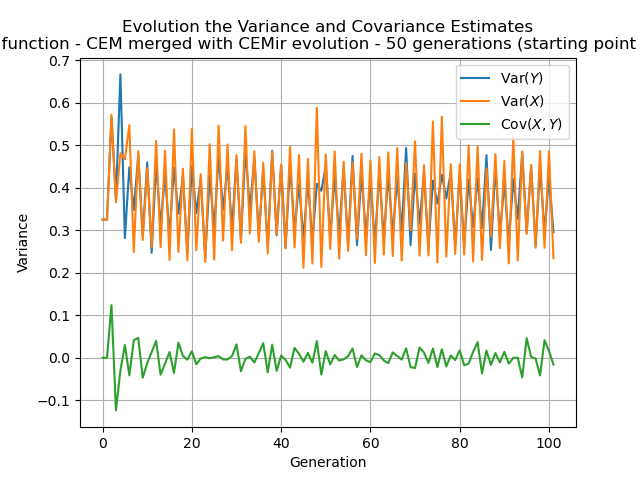 Evolution the Variance and Covariance Estimates
function - CEM merged with CEMir evolution - 50 generations (starting point
0.7
0.6
0.5
0.4
0.3
0.2
0.1
0.0
−0.1
Variance
Var(Y)
Var(X)
Cov(X, Y)
0
20
40
60
80
100
Generation